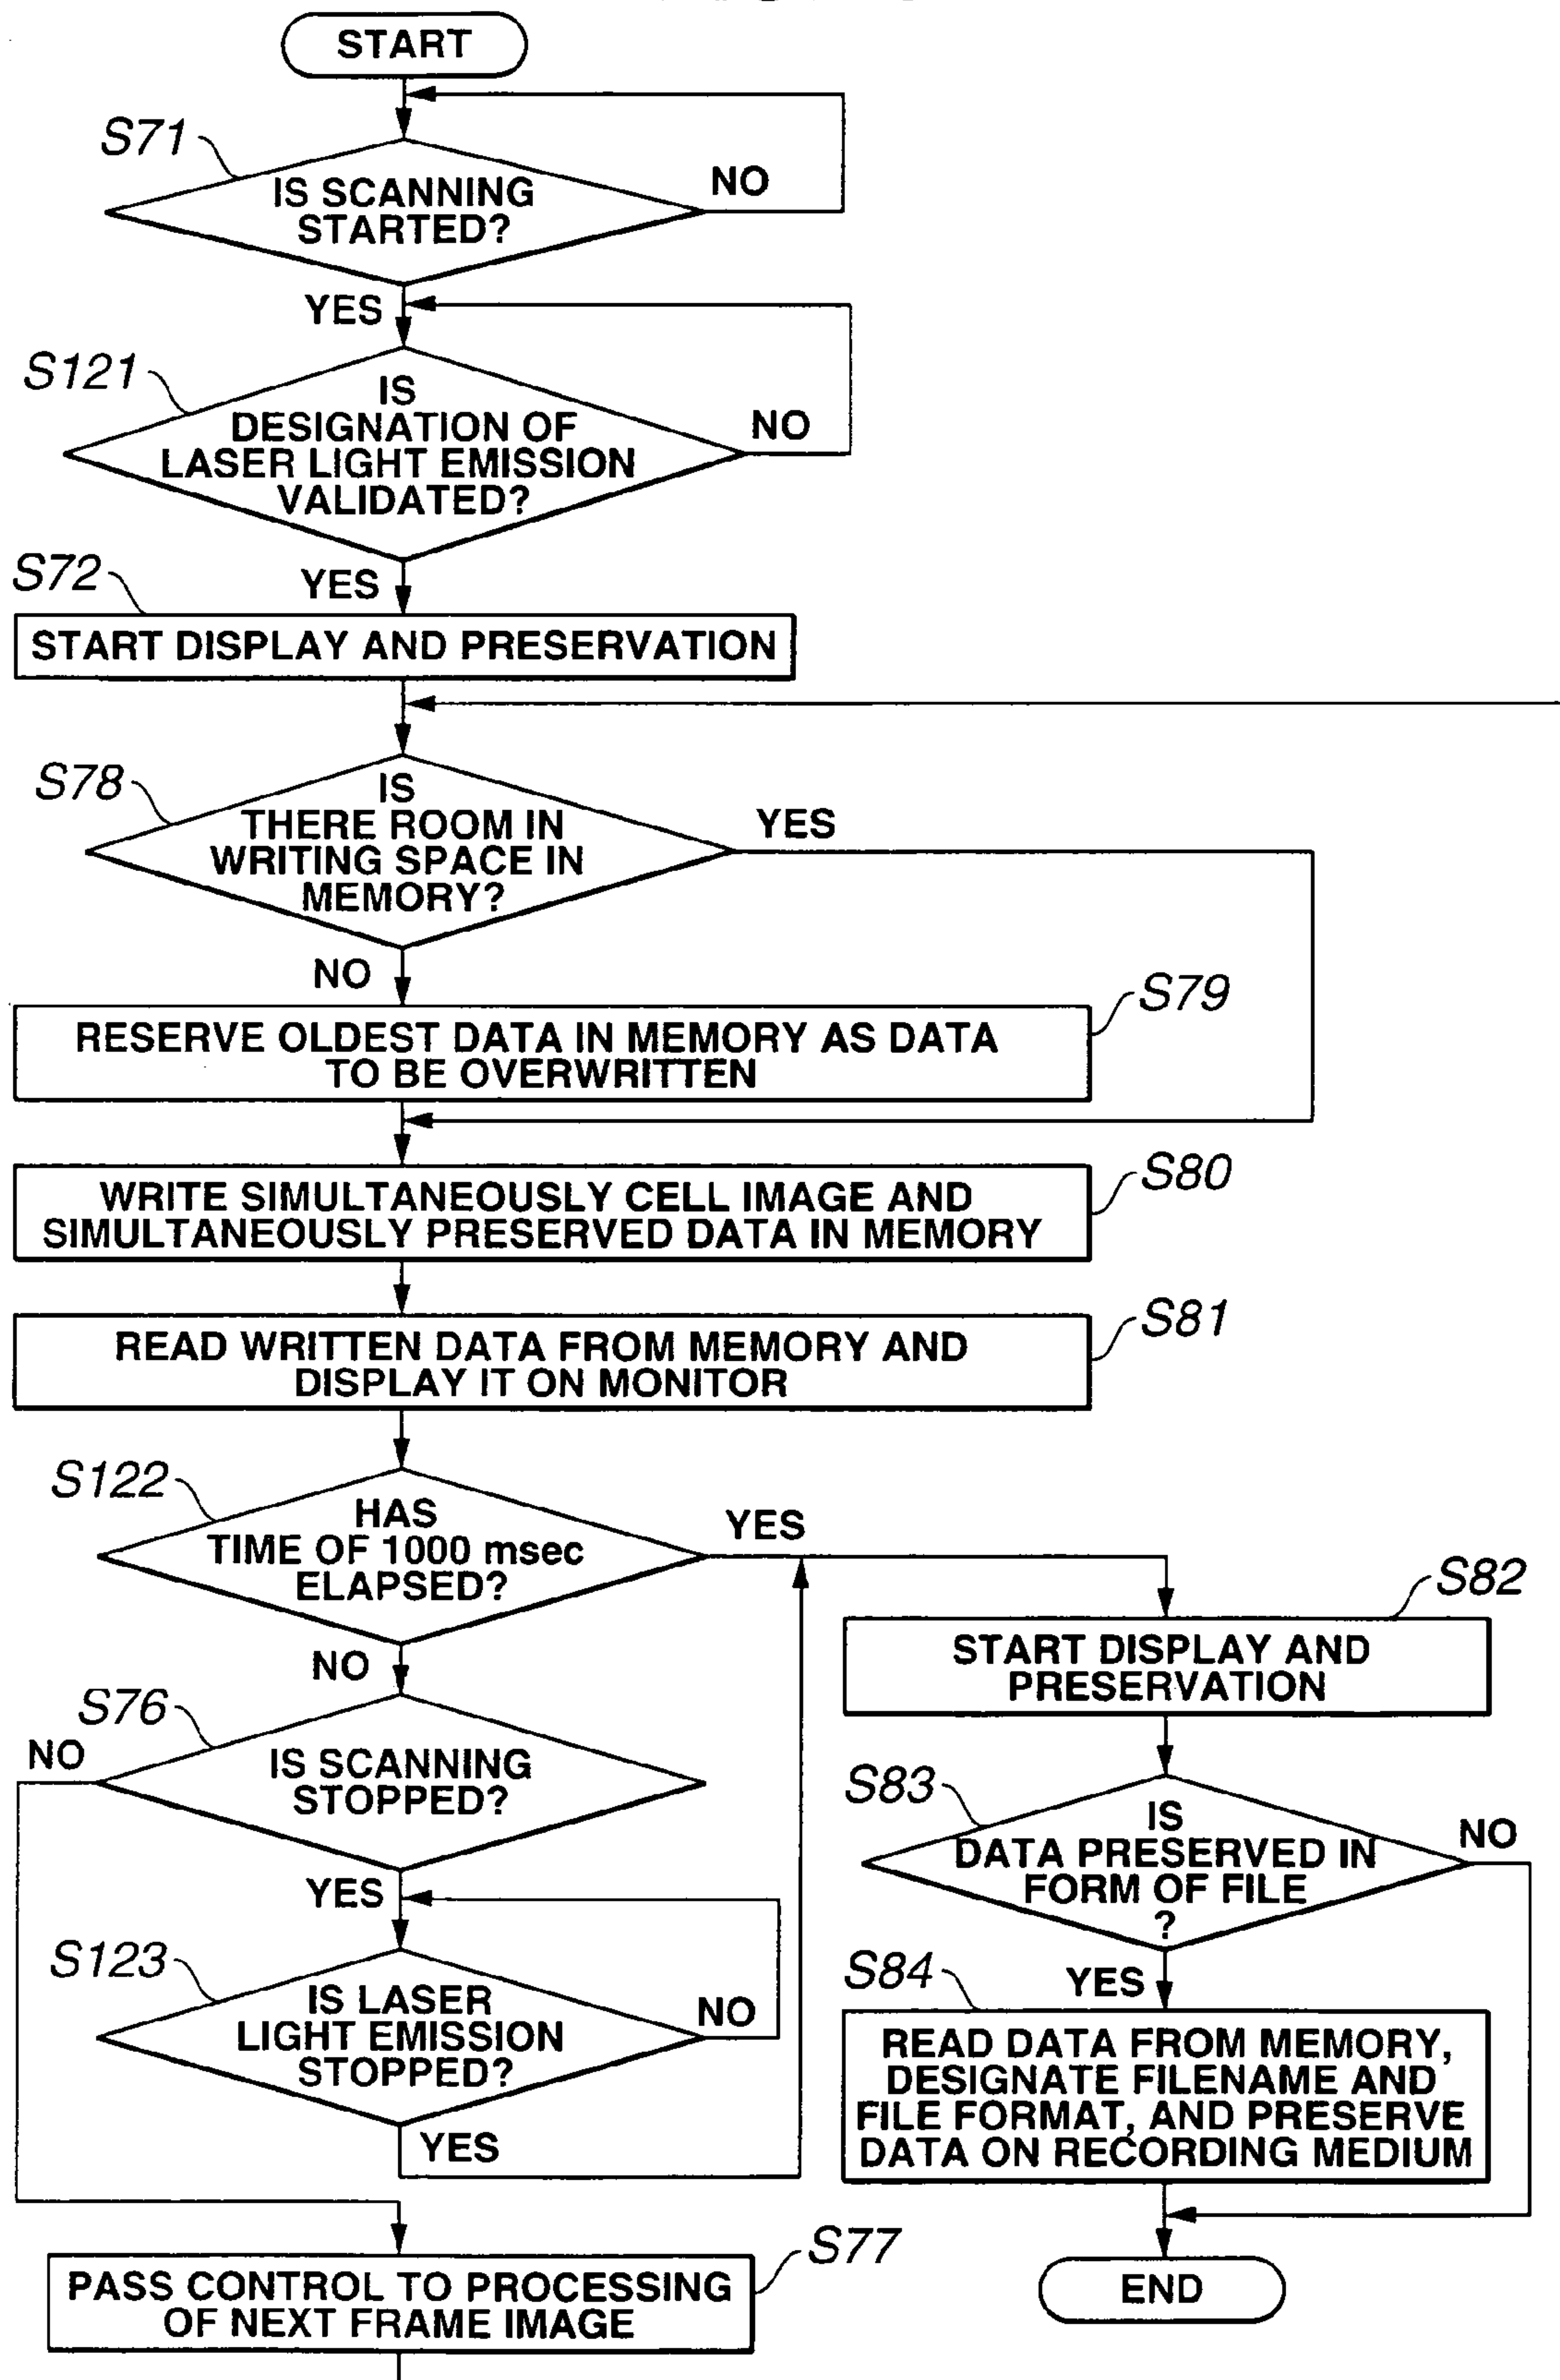 START
S71
IS SCANNING
STARTED?
NO
YES
S121
IS
DESIGNATION OF
LASER LIGHT EMISSION
VALIDATED?
NO
YES
S72
START DISPLAY AND PRESERVATION
S78
IS
THERE ROOM IN
WRITING SPACE IN
MEMORY?
YES
NO
S79
RESERVE OLDEST DATA IN MEMORY AS DATA
TO BE OVERWRITTEN
S80
WRITE SIMULTANEOUSLY CELL IMAGE AND
SIMULTANEOUSLY PRESERVED DATA IN MEMORY
S81
READ WRITTEN DATA FROM MEMORY AND
DISPLAY IT ON MONITOR
S122
HAS
TIME OF 1000 msec
ELAPSED?
YES
NO
S76
IS SCANNING
STOPPED?
NO
YES
S123
IS LASER
LIGHT EMISSION
STOPPED?
NO
YES
S77
PASS CONTROL TO PROCESSING
OF NEXT FRAME IMAGE
S82
START DISPLAY AND
PRESERVATION
S83
IS
DATA PRESERVED IN
FORM OF FILE
?
NO
YES
S84
READ DATA FROM MEMORY,
DESIGNATE FILENAME AND
FILE FORMAT, AND PRESERVE
DATA ON RECORDING MEDIUM
END